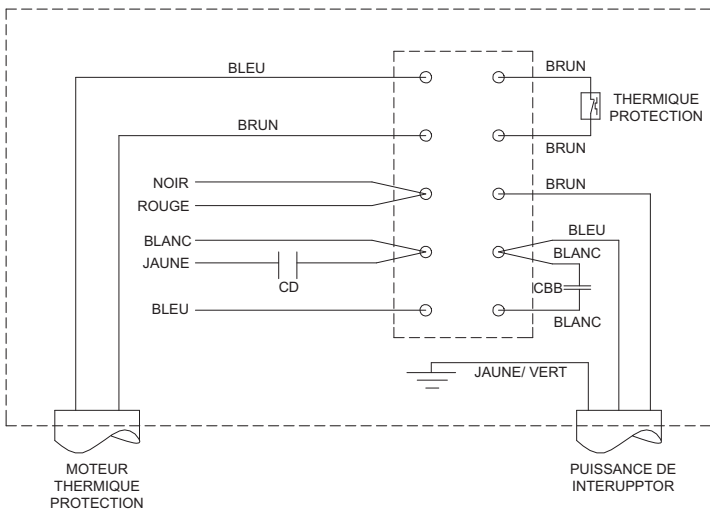 BLEU
BRUN
THERMIQUE
PROTECTION
BRUN
BRUN
NOIR
BRUN
ROUGE
BLEU
BLANC
BLANC
JAUNE
CD
CBB
BLEU
BLANC
JAUNE/ VERT
MOTEUR
THERMIQUE
PROTECTION
PUISSANCE DE
INTERUPPTOR